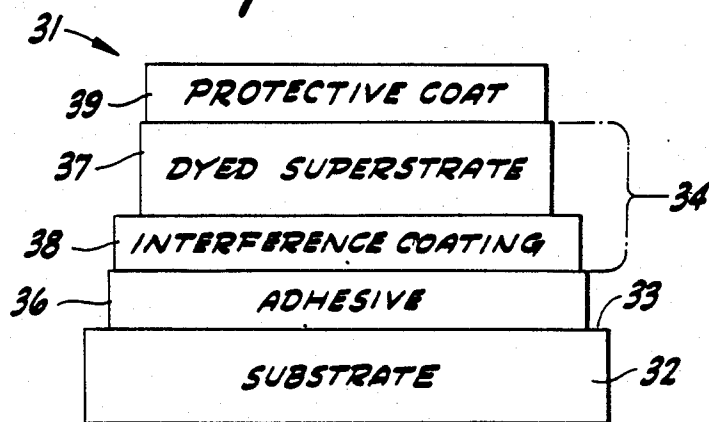 31
39 PROTECTIVE COAT
37 DYED SUPERSTRATE
34
38 INTERFERENCE COATING
36 ADHESIVE 33
SUBSTRATE 32